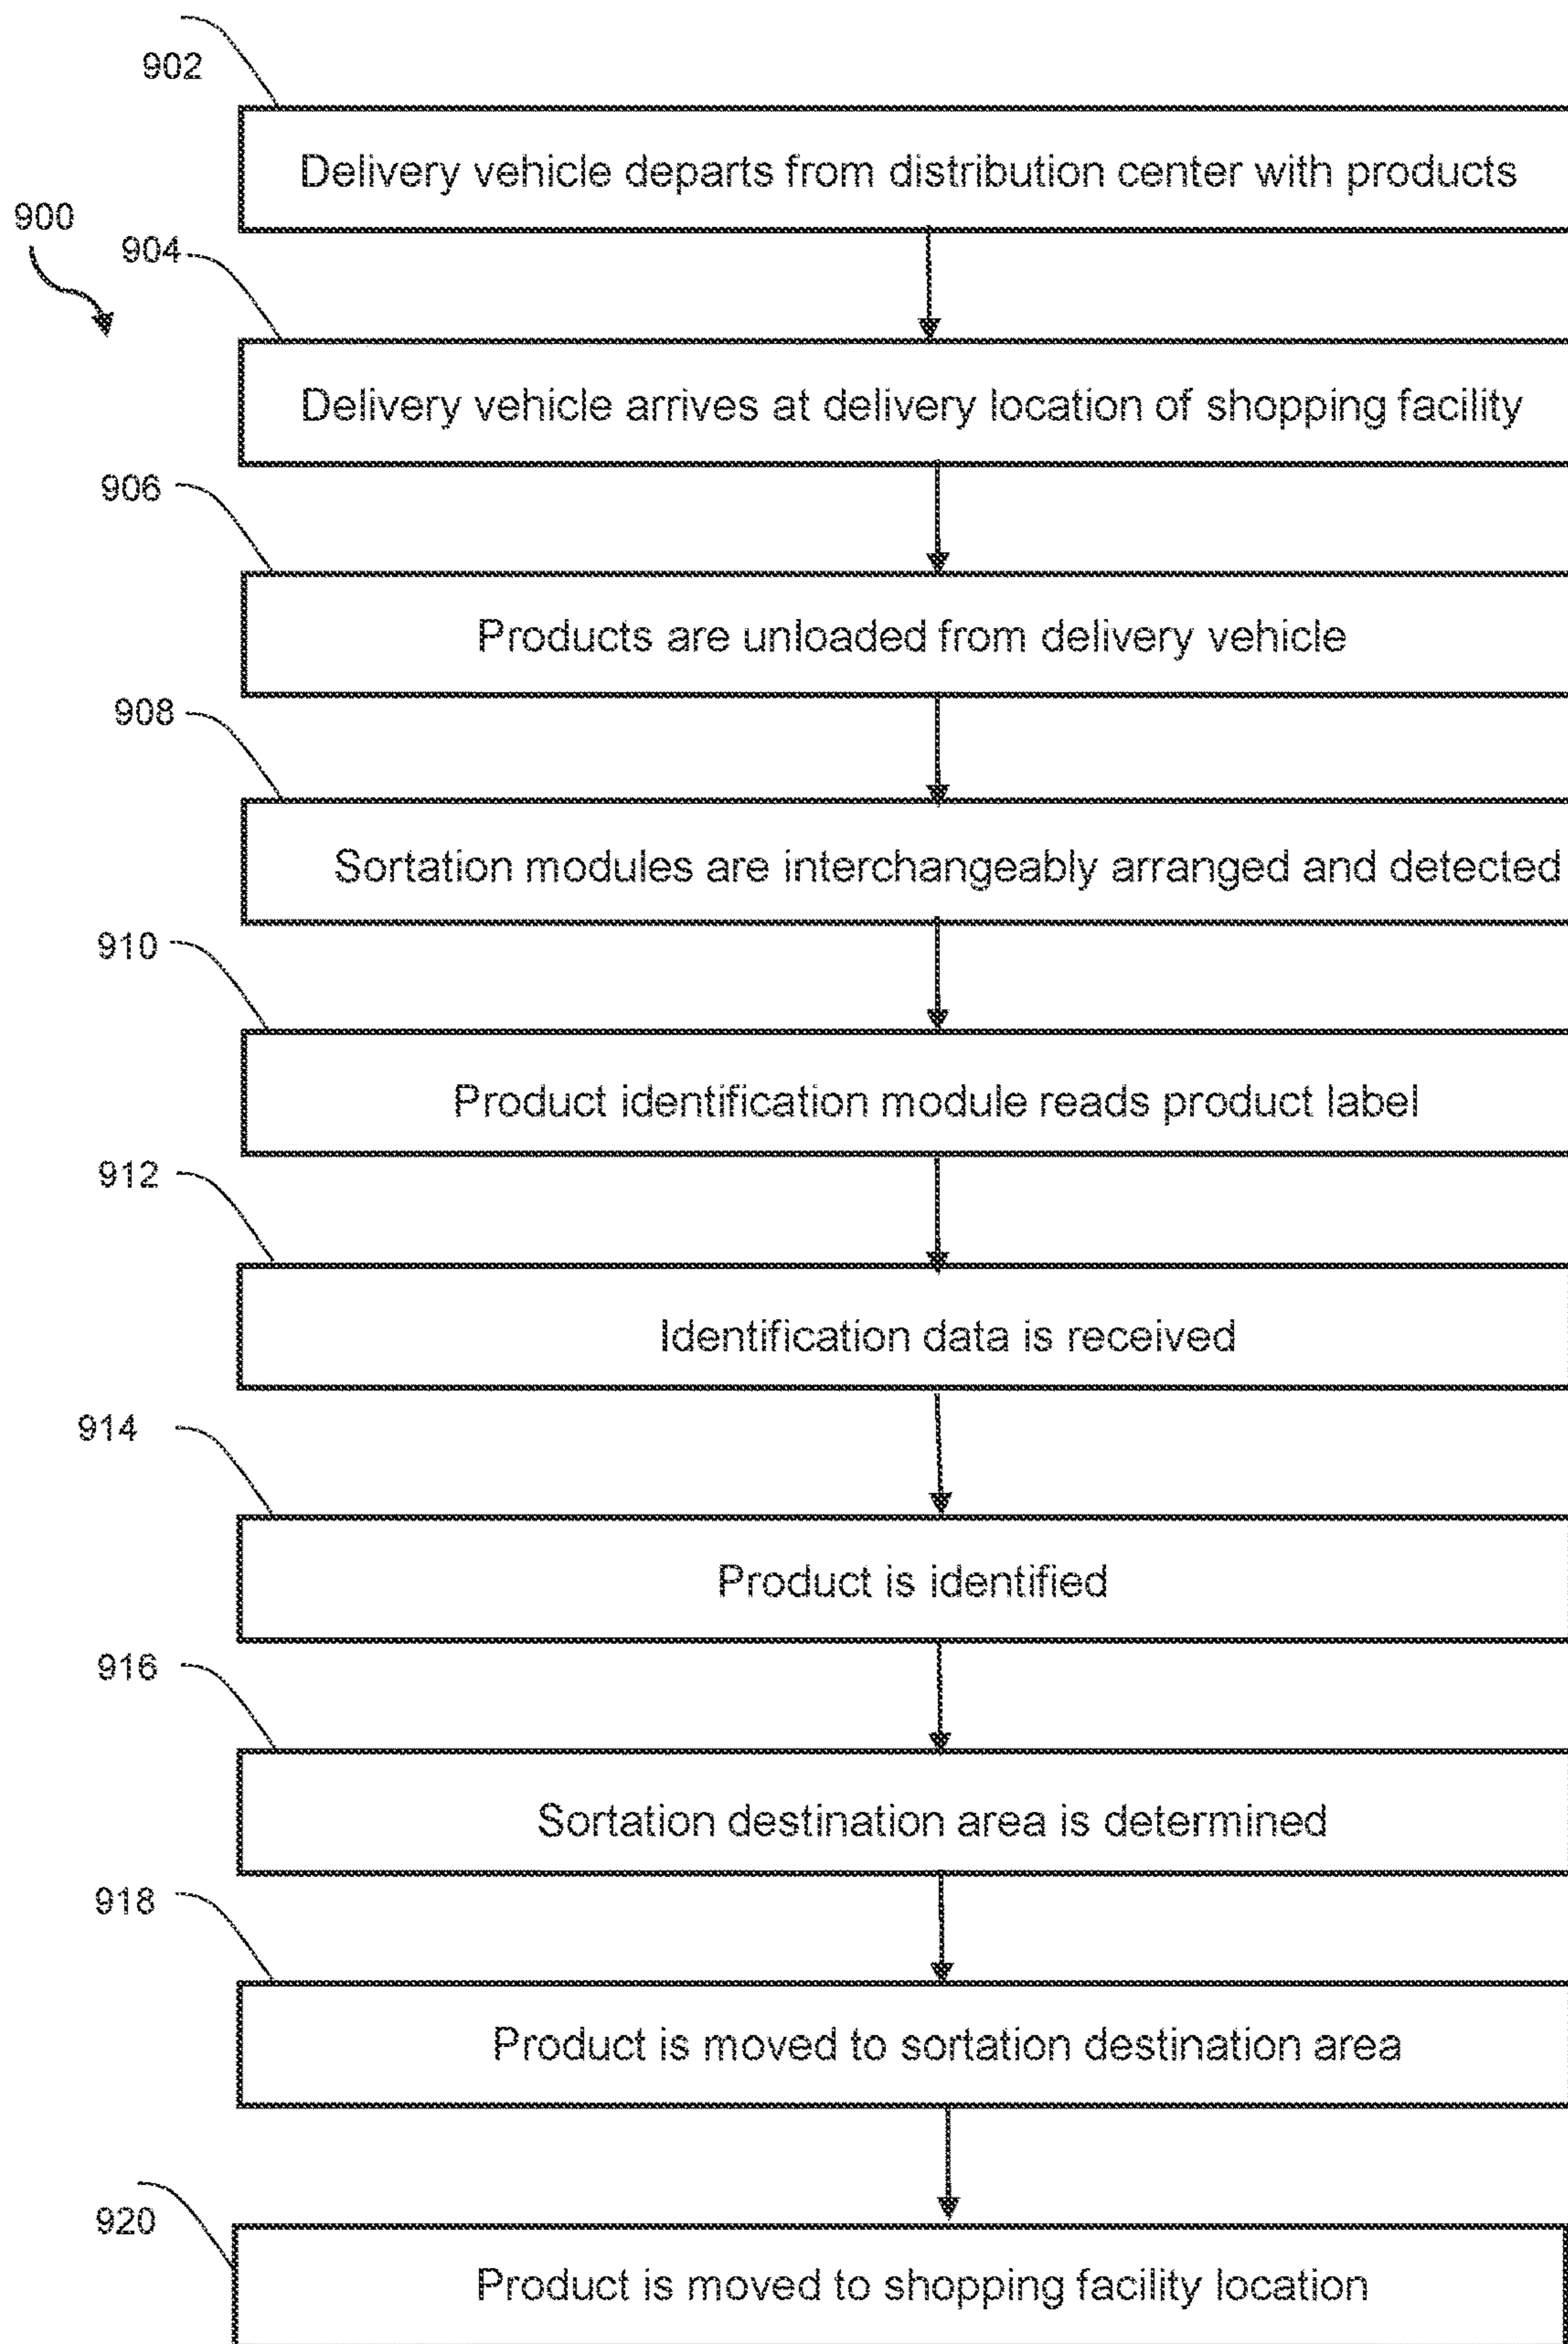 902
Delivery vehicle departs from distribution center with products
900
904
Delivery vehicle arrives at delivery location of shopping facility
906
Products are unloaded from delivery vehicle
908
Sortation modules are interchangeably arranged and detected
910
Product identification module reads product label
912
Identification data is received
914
Product is identified
916
Sortation destination area is determined
918
Product is moved to sortation destination area
920
Product is moved to shopping facility location